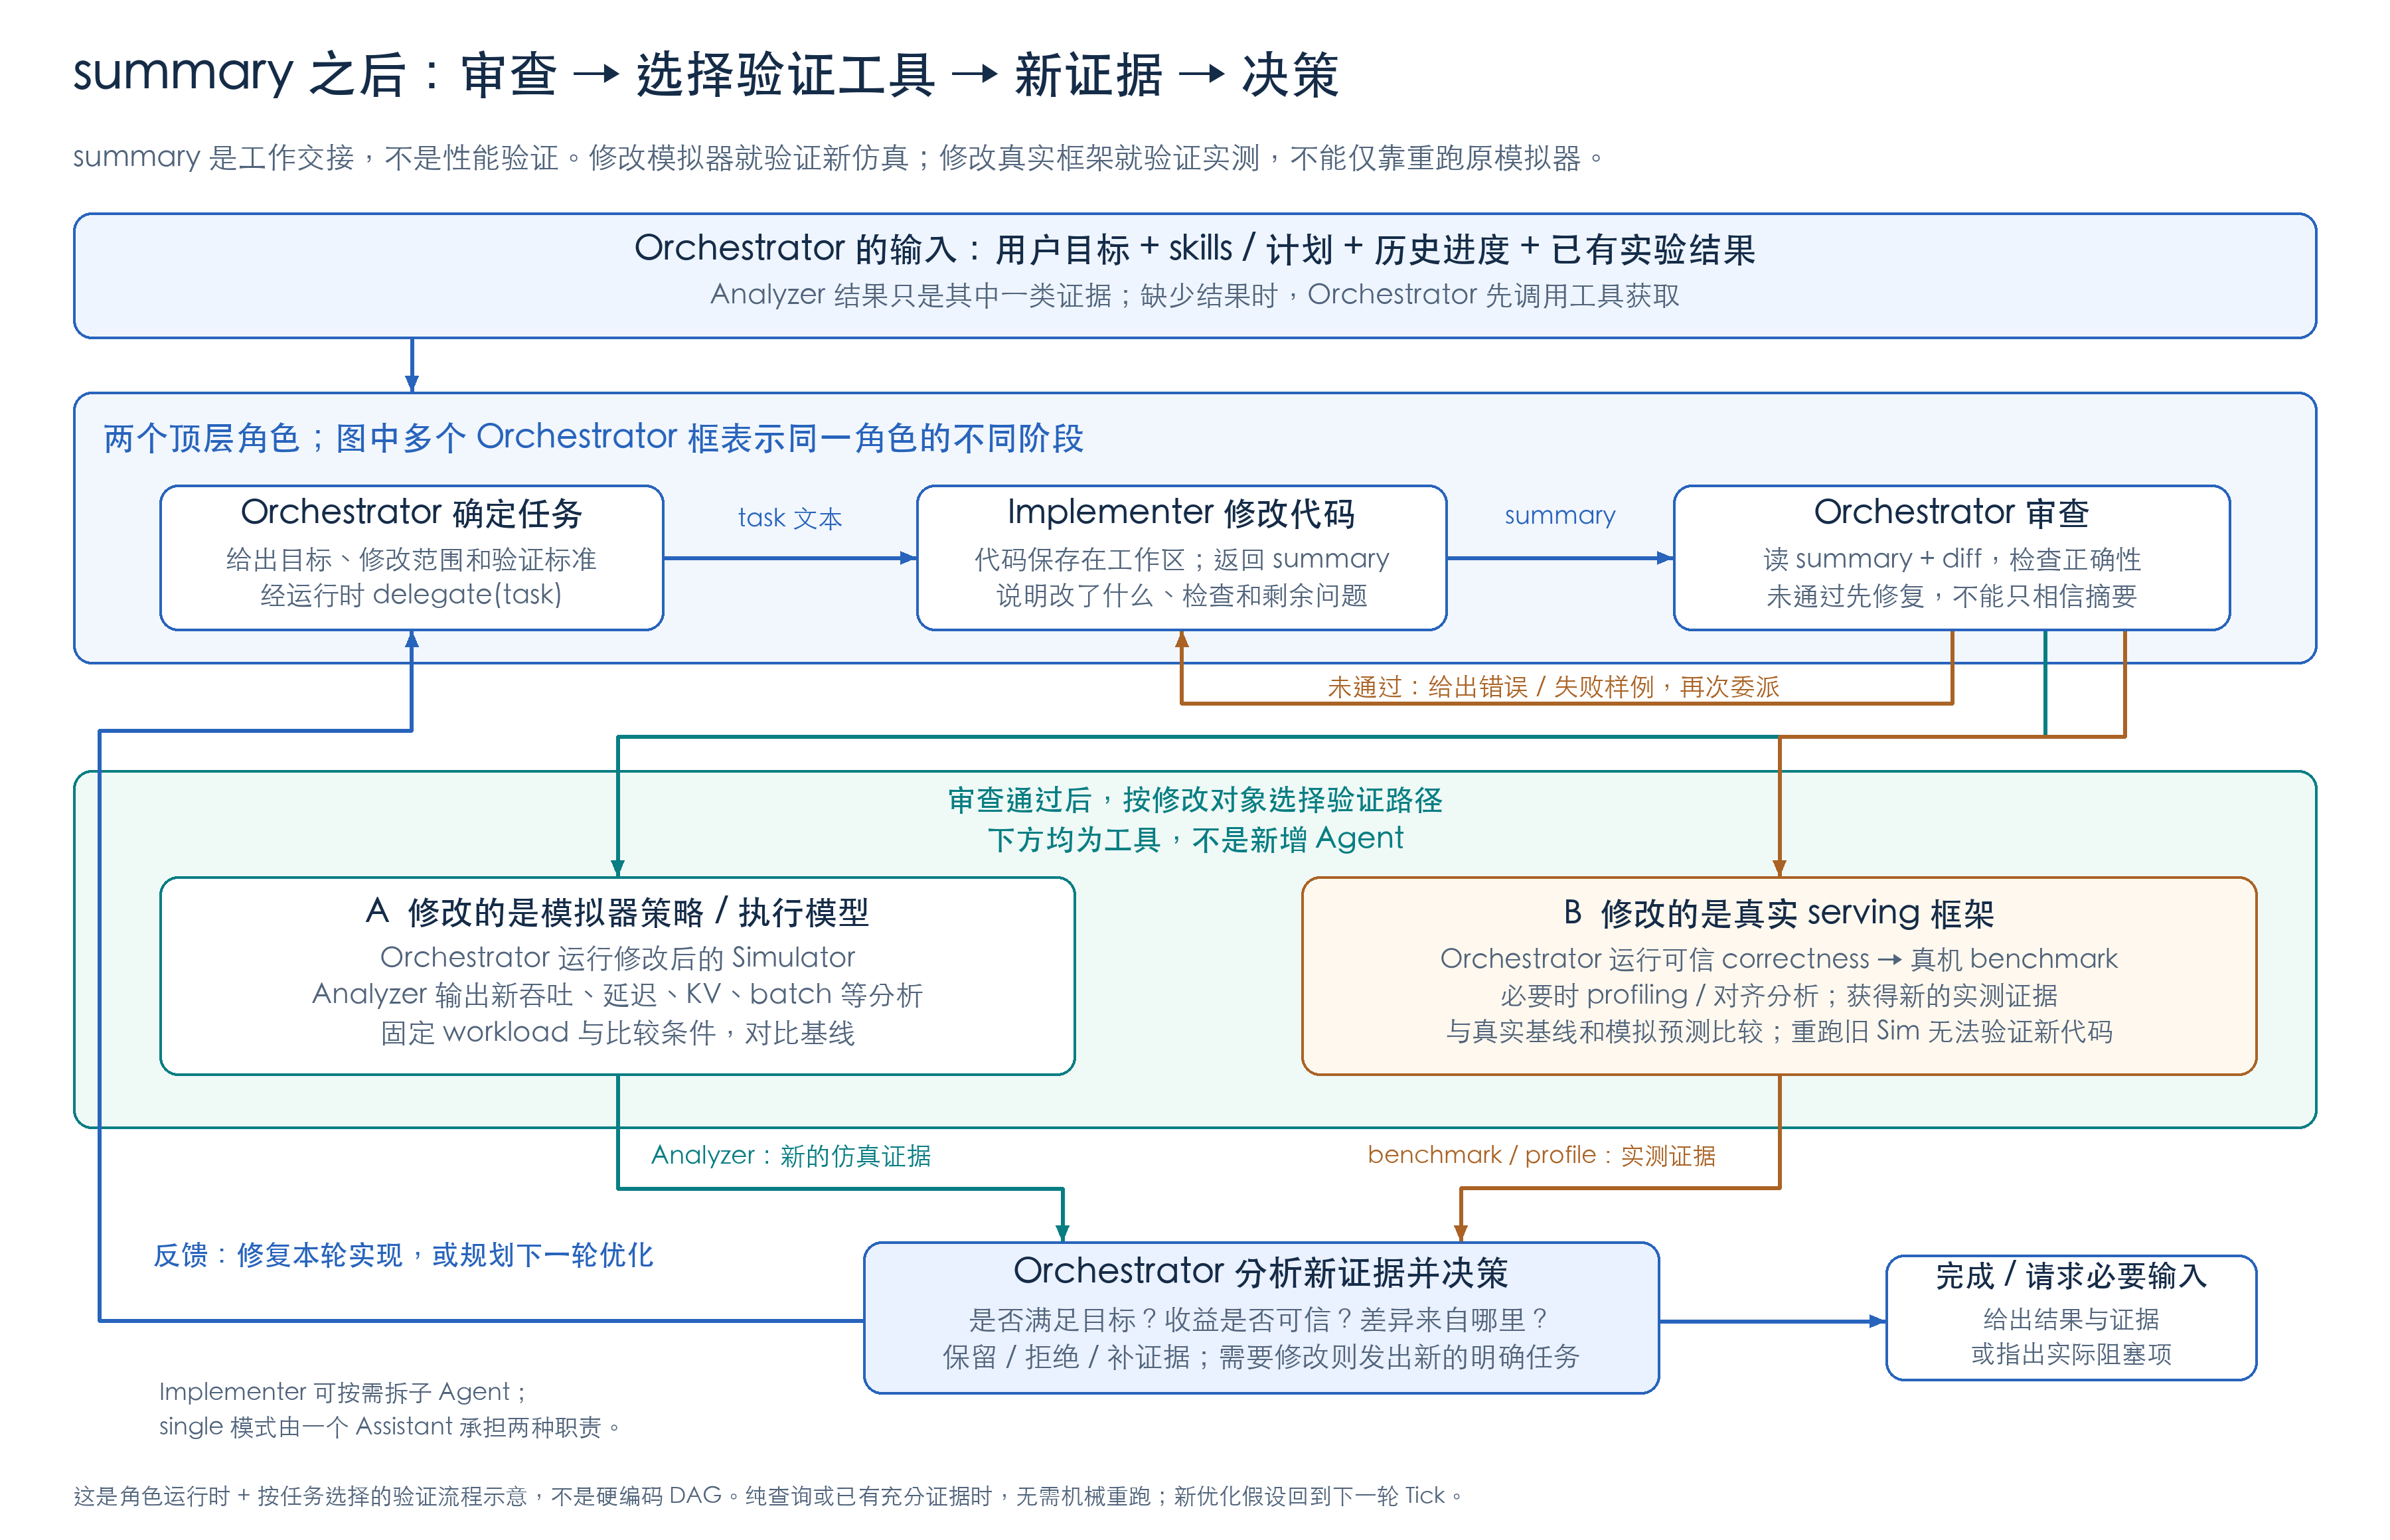 summary 之后：审查 → 选择验证工具 → 新证据 → 决策
summary 是工作交接，不是性能验证。修改模拟器就验证新仿真；修改真实框架就验证实测，不能仅靠重跑原模拟器。
Orchestrator 的输入：用户目标 + skills / 计划 + 历史进度 + 已有实验结果
Analyzer 结果只是其中一类证据；缺少结果时，Orchestrator 先调用工具获取
两个顶层角色；图中多个 Orchestrator 框表示同一角色的不同阶段
Orchestrator 确定任务
给出目标、修改范围和验证标准
经运行时 delegate(task)
task 文本
Implementer 修改代码
代码保存在工作区；返回 summary
说明改了什么、检查和剩余问题
summary
Orchestrator 审查
读 summary + diff，检查正确性
未通过先修复，不能只相信摘要
未通过：给出错误 / 失败样例，再次委派
审查通过后，按修改对象选择验证路径
下方均为工具，不是新增 Agent
A 修改的是模拟器策略 / 执行模型
Orchestrator 运行修改后的 Simulator
Analyzer 输出新吞吐、延迟、KV、batch 等分析
固定 workload 与比较条件，对比基线
B 修改的是真实 serving 框架
Orchestrator 运行可信 correctness → 真机 benchmark
必要时 profiling / 对齐分析；获得新的实测证据
与真实基线和模拟预测比较；重跑旧 Sim 无法验证新代码
Analyzer：新的仿真证据
benchmark / profile：实测证据
反馈：修复本轮实现，或规划下一轮优化
Orchestrator 分析新证据并决策
是否满足目标？收益是否可信？差异来自哪里？
保留 / 拒绝 / 补证据；需要修改则发出新的明确任务
完成 / 请求必要输入
给出结果与证据
或指出实际阻塞项
Implementer 可按需拆子 Agent；
single 模式由一个 Assistant 承担两种职责。
这是角色运行时 + 按任务选择的验证流程示意，不是硬编码 DAG。纯查询或已有充分证据时，无需机械重跑；新优化假设回到下一轮 Tick。